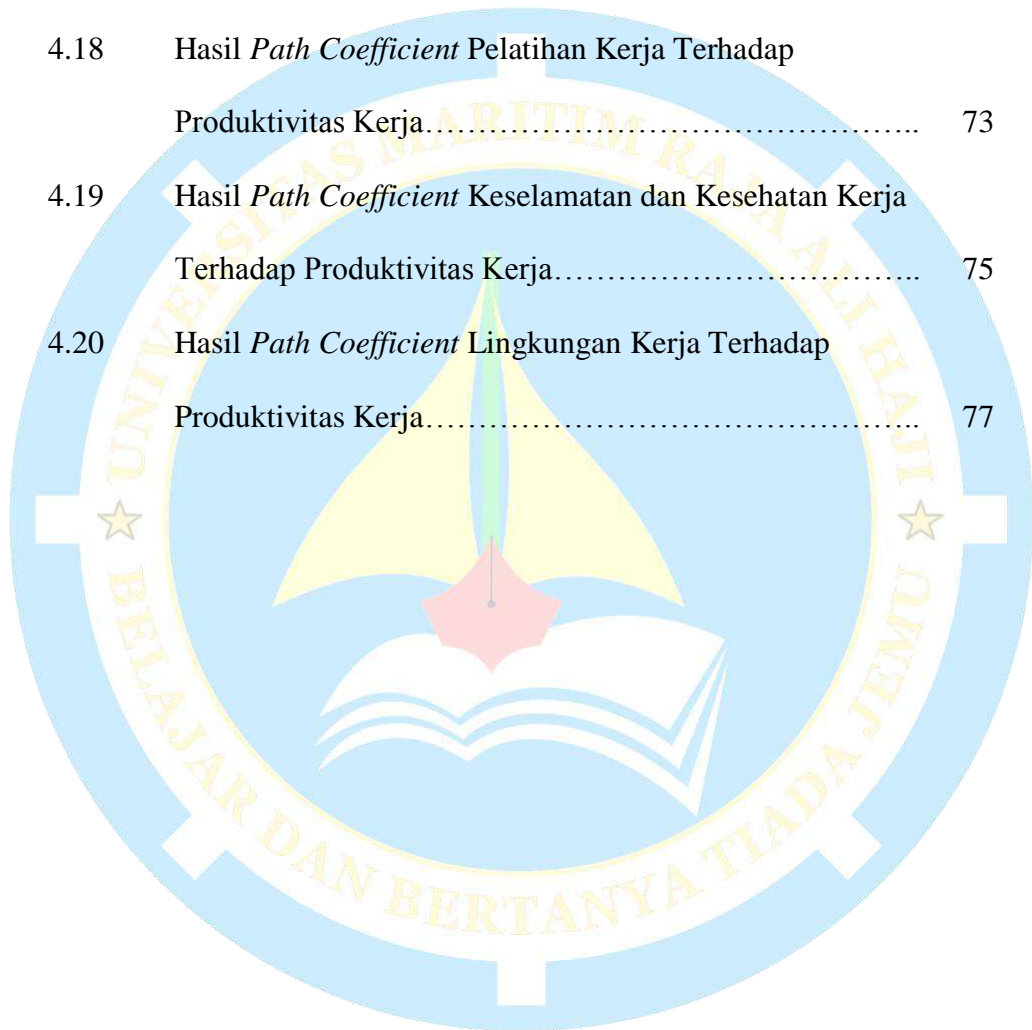 4.18 Hasil Path Coefficient Pelatihan Kerja Terhadap
Produktivitas Kerja…………………………………………….. 73
4.19 Hasil Path Coefficient Keselamatan dan Kesehatan Kerja
Terhadap Produktivitas Kerja…………………………….. 75
4.20 Hasil Path Coefficient Lingkungan Kerja Terhadap
Produktivitas Kerja…………………………………………….. 77
UNIVERSITAS MARITIM RAJA ALI HAJI
BELAJAR DAN BERTANYA TIADA JEMU